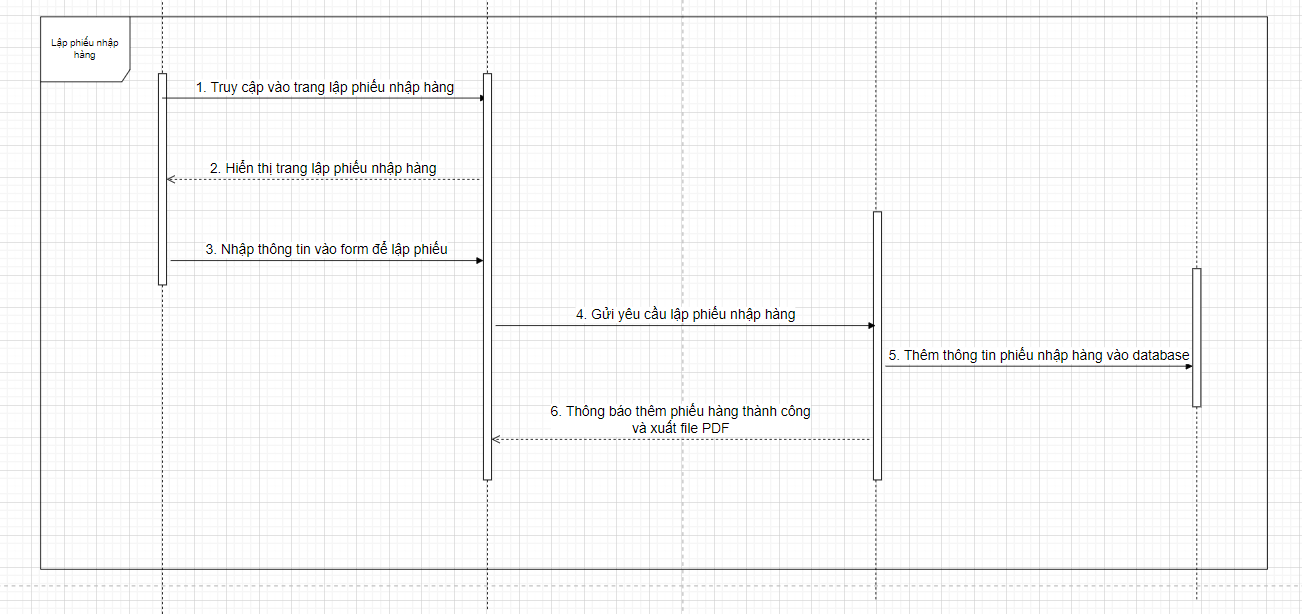 Lập phiếu nhập
hàng
1. Truy cập vào trang lập phiếu nhập hàng
2. Hiển thị trang lập phiếu nhập hàng
3. Nhập thông tin vào form để lập phiếu
4. Gửi yêu cầu lập phiếu nhập hàng
5. Thêm thông tin phiếu nhập hàng vào database
6. Thông báo thêm phiếu hàng thành công
và xuất file PDF